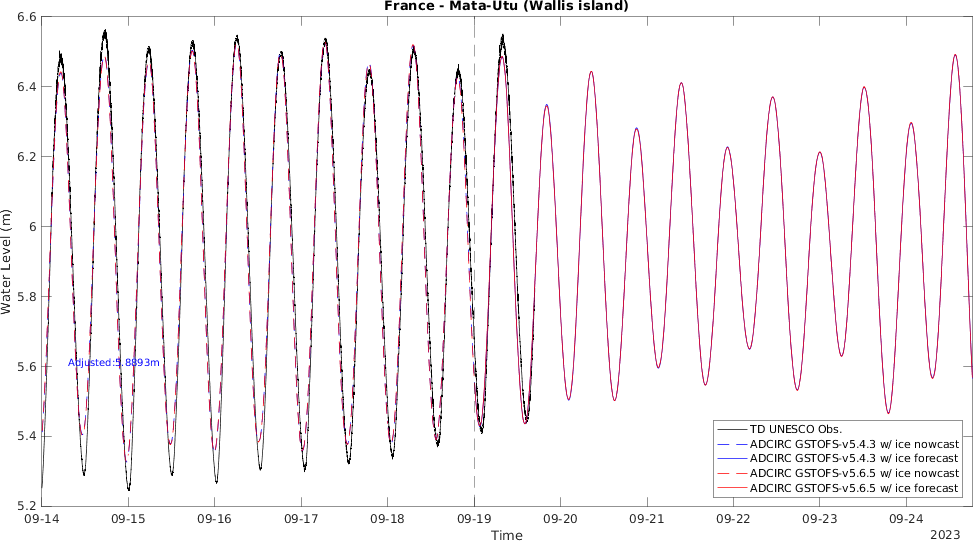 France - Mata-Utu (Wallis island)
6.6
6.4
6.2
6
5.8
5.6
5.4
5.2
Water Level (m)
Adjusted:5.8893m
TD UNESCO Obs.
ADCIRC GSTOFS-v5.4.3 w/ ice nowcast
ADCIRC GSTOFS-v5.4.3 w/ ice forecast
ADCIRC GSTOFS-v5.6.5 w/ ice nowcast
ADCIRC GSTOFS-v5.6.5 w/ ice forecast
09-14 09-15 09-16 09-17 09-18 09-19 09-20 09-21 09-22 09-23 09-24
Time
2023